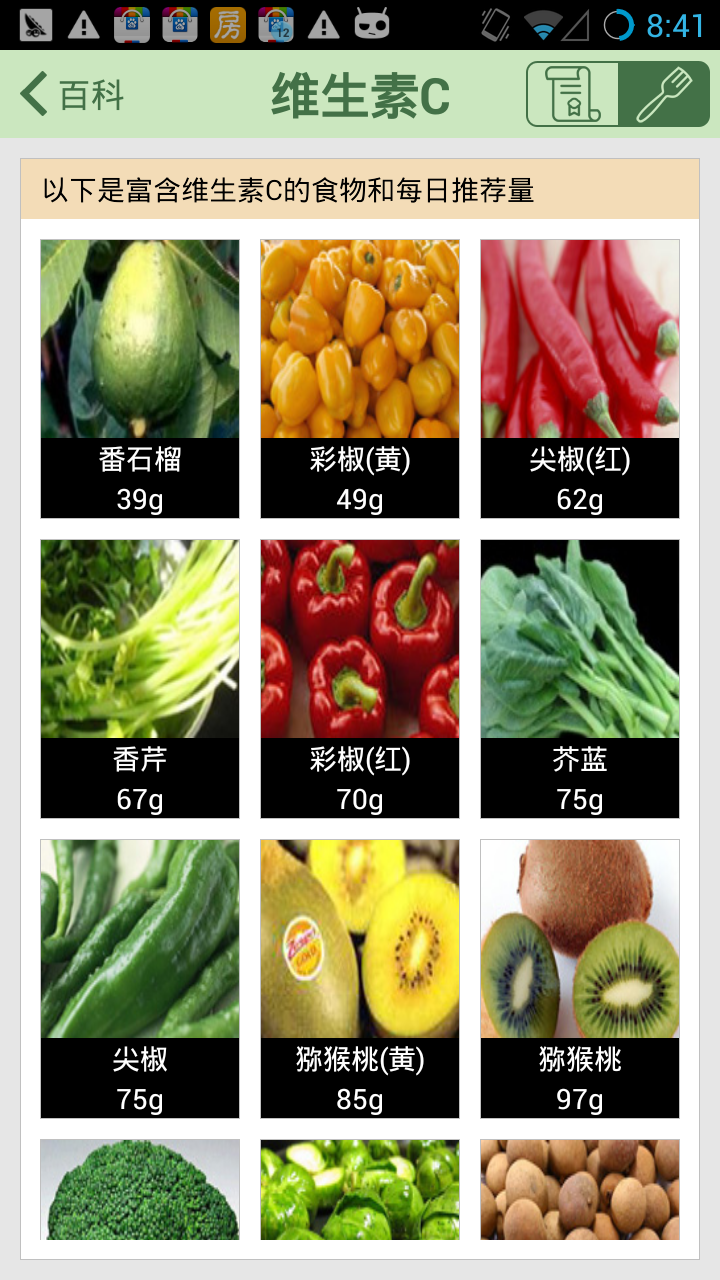 8:41
百科
维生素C
以下是富含维生素C的食物和每日推荐量
番石榴
39g
彩椒(黄)
49g
尖椒(红)
62g
香芹
67g
彩椒(红)
70g
芥蓝
75g
尖椒
75g
猕猴桃(黄)
85g
猕猴桃
97g
房
12